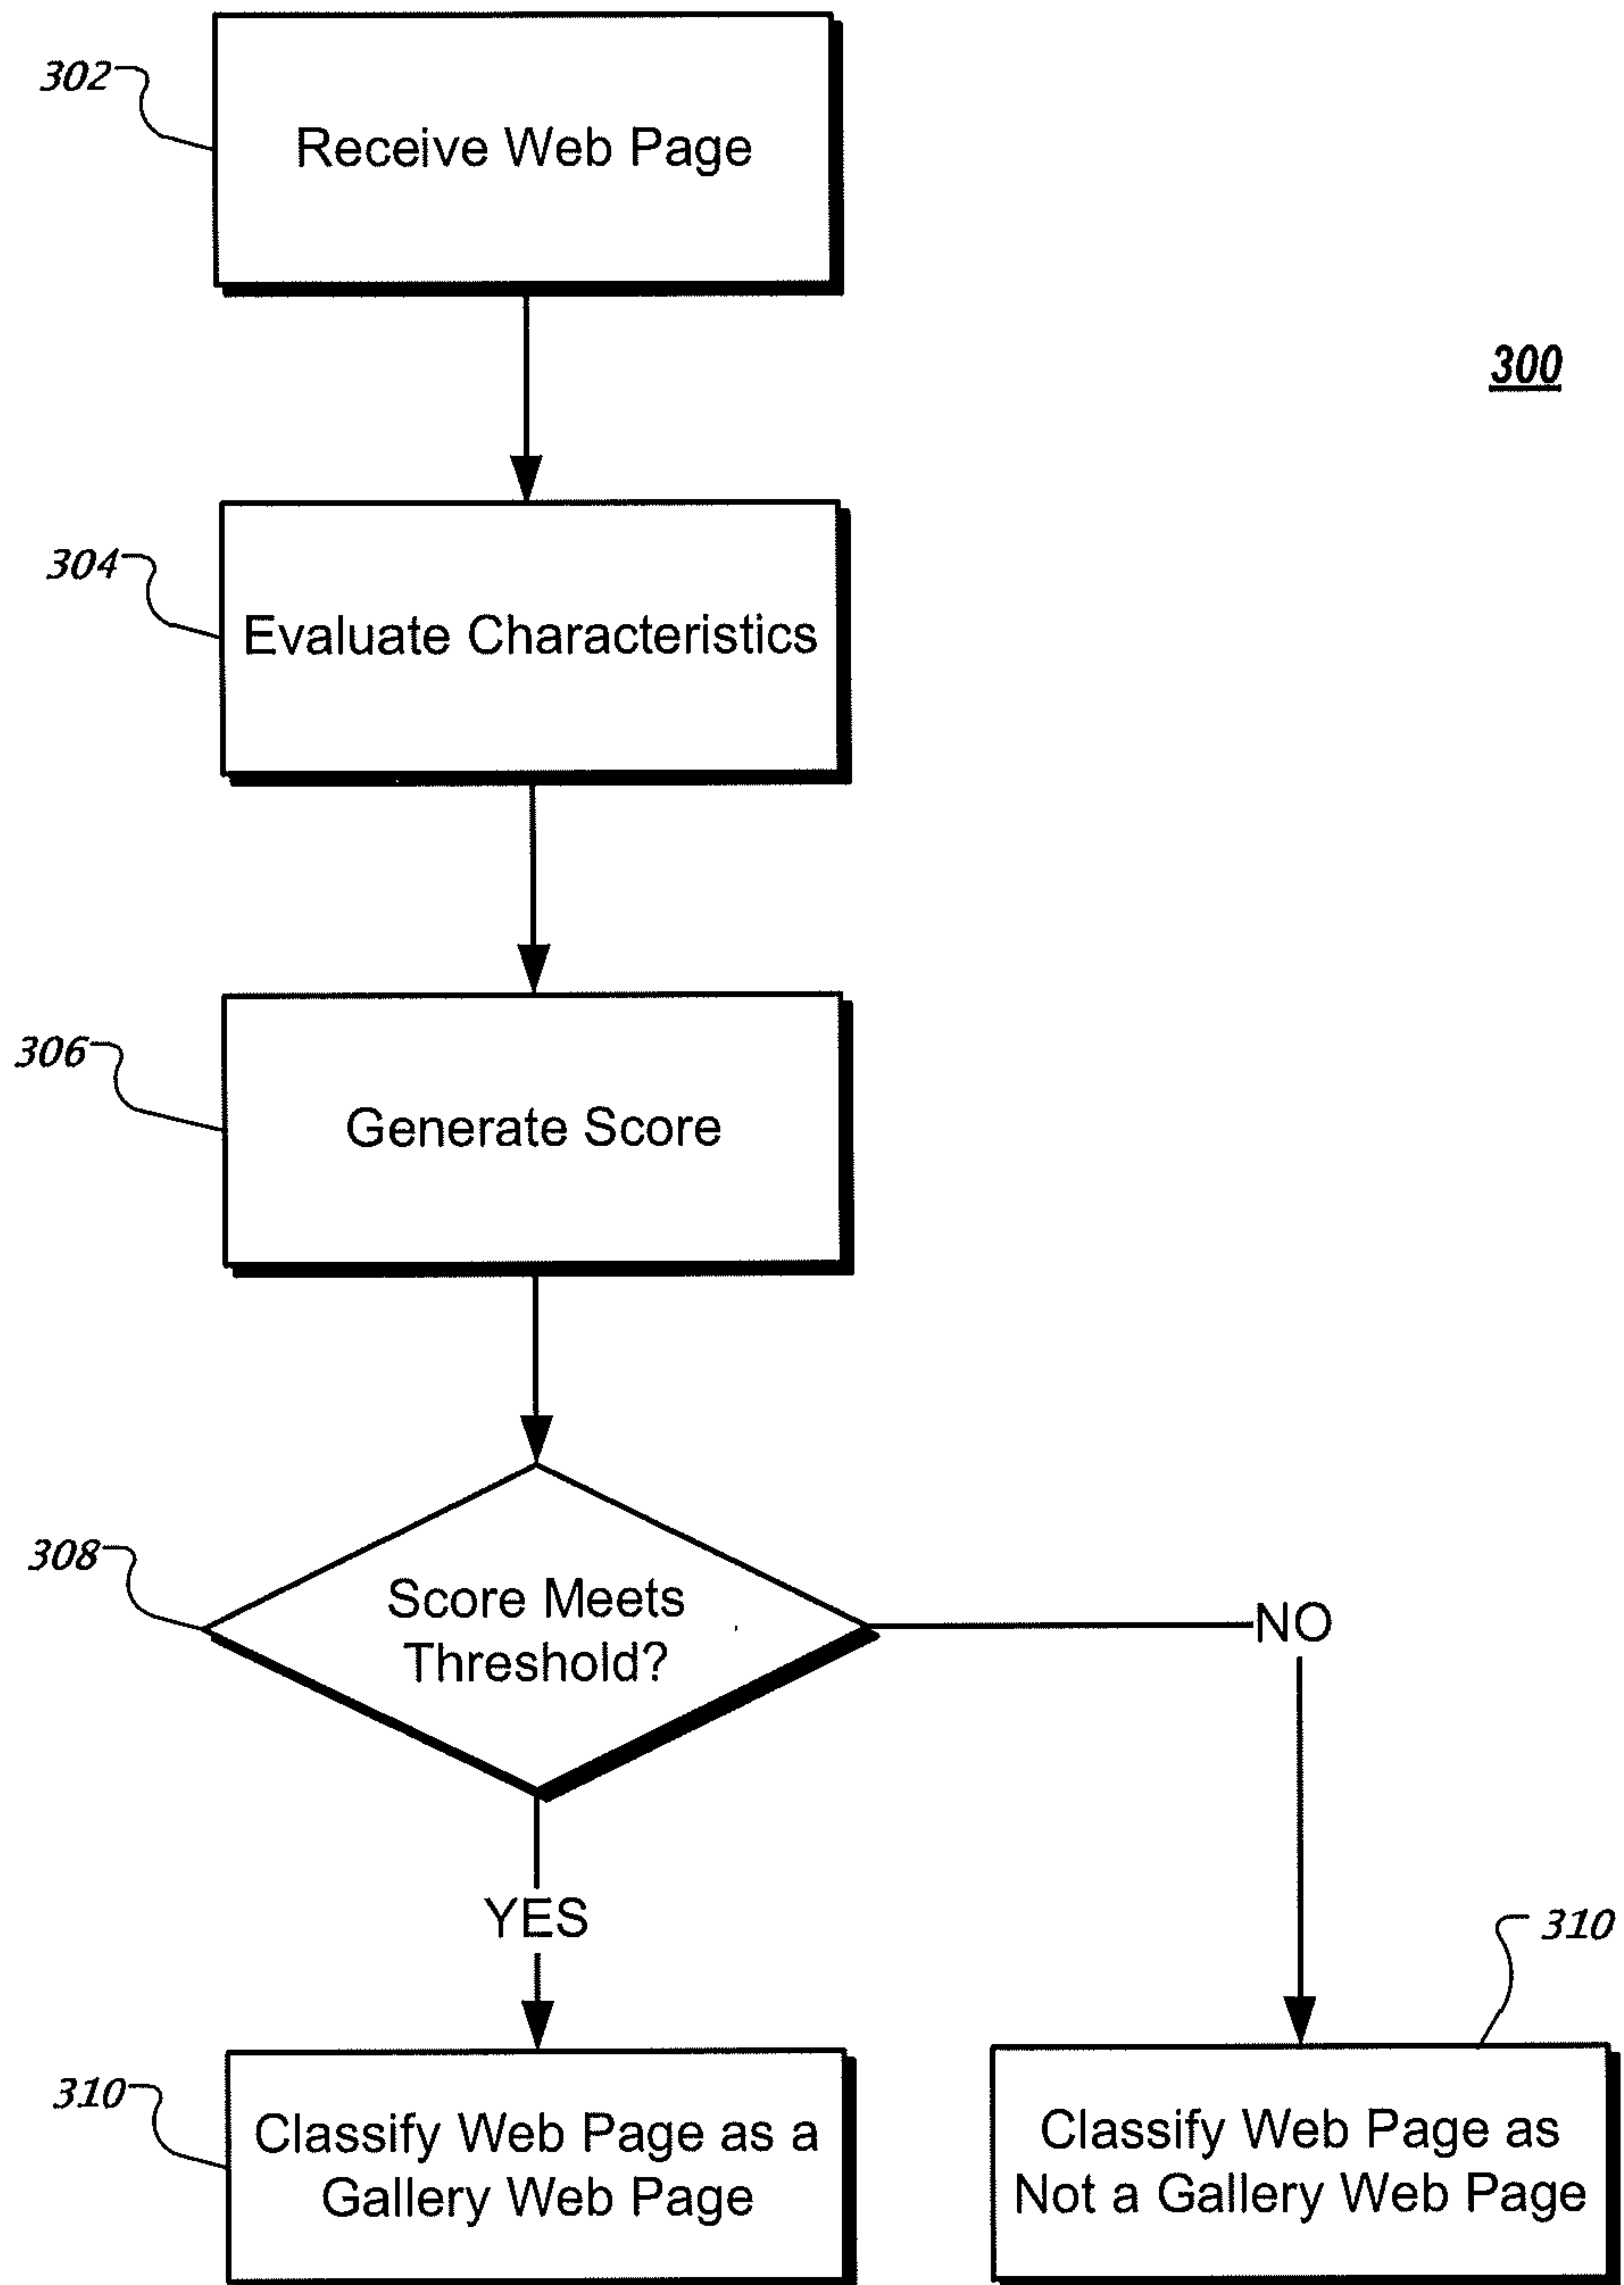 302
Receive Web Page
300
304
Evaluate Characteristics
306
Generate Score
308
Score Meets
Threshold?
NO
YES
310
Classify Web Page as a
Gallery Web Page
310
Classify Web Page as
Not a Gallery Web Page